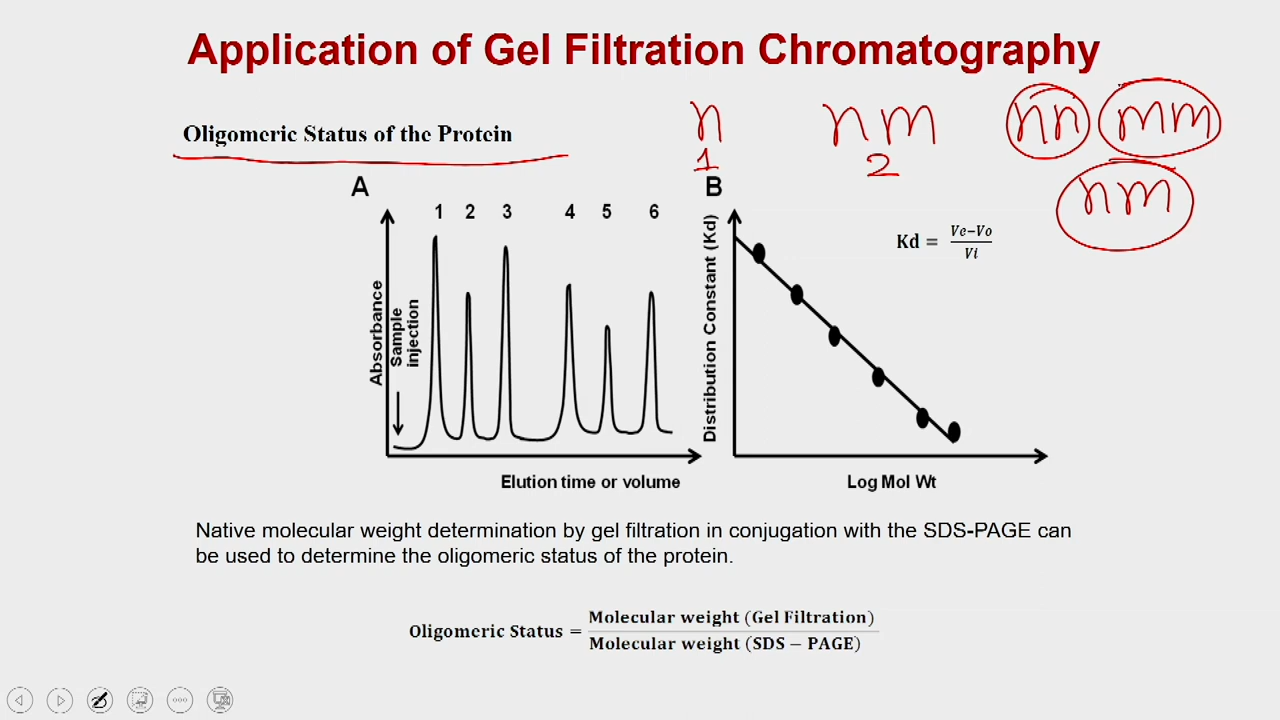 Application of Gel Filtration Chromatography
Oligomeric Status of the Protein
n
1
n m
2
nn mm
nm
A
1 2 3 4 5 6
Absorbance
Sample injection
Elution time or volume
B
Distribution Constant (Kd)
Kd = Ve−Vo / Vi
Log Mol Wt
Native molecular weight determination by gel filtration in conjugation with the SDS-PAGE can
be used to determine the oligomeric status of the protein.
Oligomeric Status = Molecular weight (Gel Filtration) / Molecular weight (SDS − PAGE)